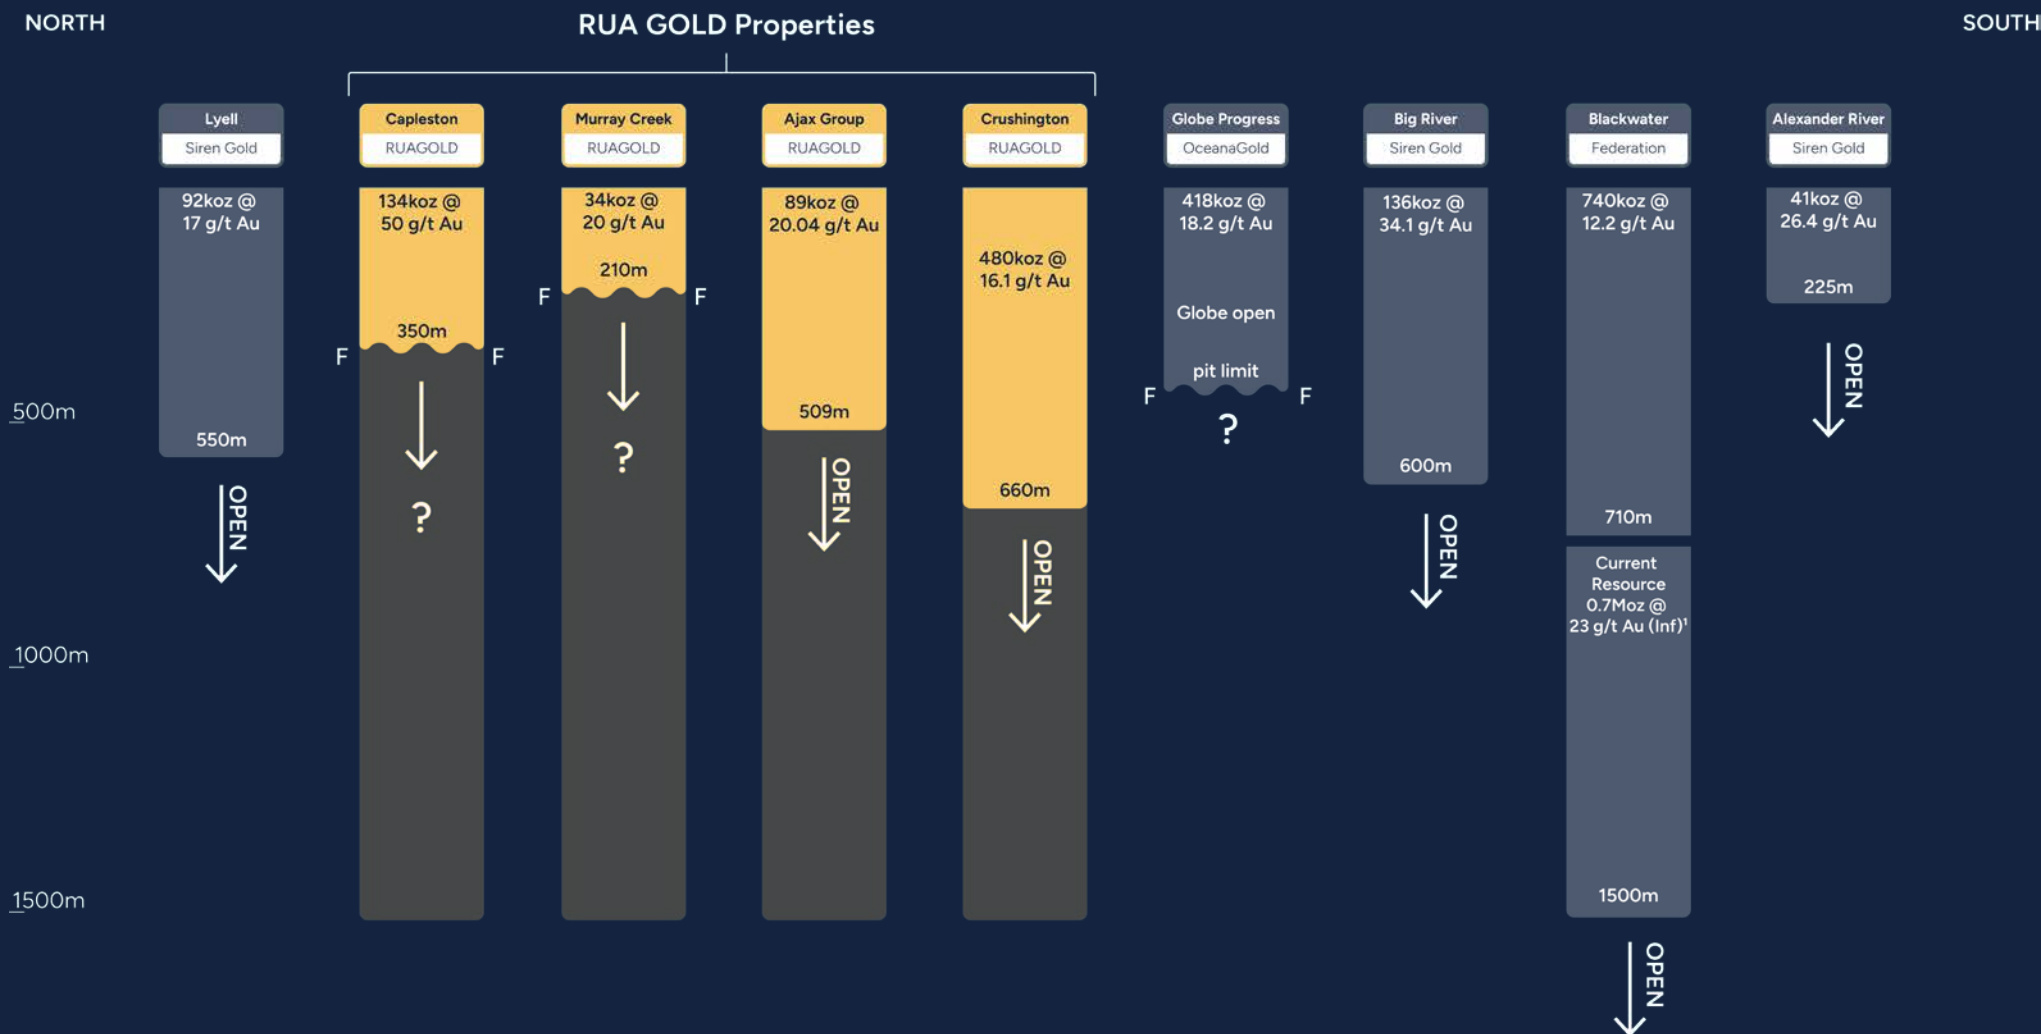 NORTH
RUA GOLD Properties
SOUTH
Lyell
Siren Gold
92koz @
17 g/t Au
550m
OPEN
Capleston
RUAGOLD
134koz @
50 g/t Au
350m
F
F
?
Murray Creek
RUAGOLD
34koz @
20 g/t Au
210m
F
F
?
Ajax Group
RUAGOLD
89koz @
20.04 g/t Au
509m
OPEN
Crushington
RUAGOLD
480koz @
16.1 g/t Au
660m
OPEN
Globe Progress
OceanaGold
418koz @
18.2 g/t Au
Globe open
pit limit
F
F
?
Big River
Siren Gold
136koz @
34.1 g/t Au
600m
OPEN
Blackwater
Federation
740koz @
12.2 g/t Au
710m
Current
Resource
0.7Moz @
23 g/t Au (Inf)¹
1500m
OPEN
Alexander River
Siren Gold
41koz @
26.4 g/t Au
225m
OPEN
500m
1000m
1500m